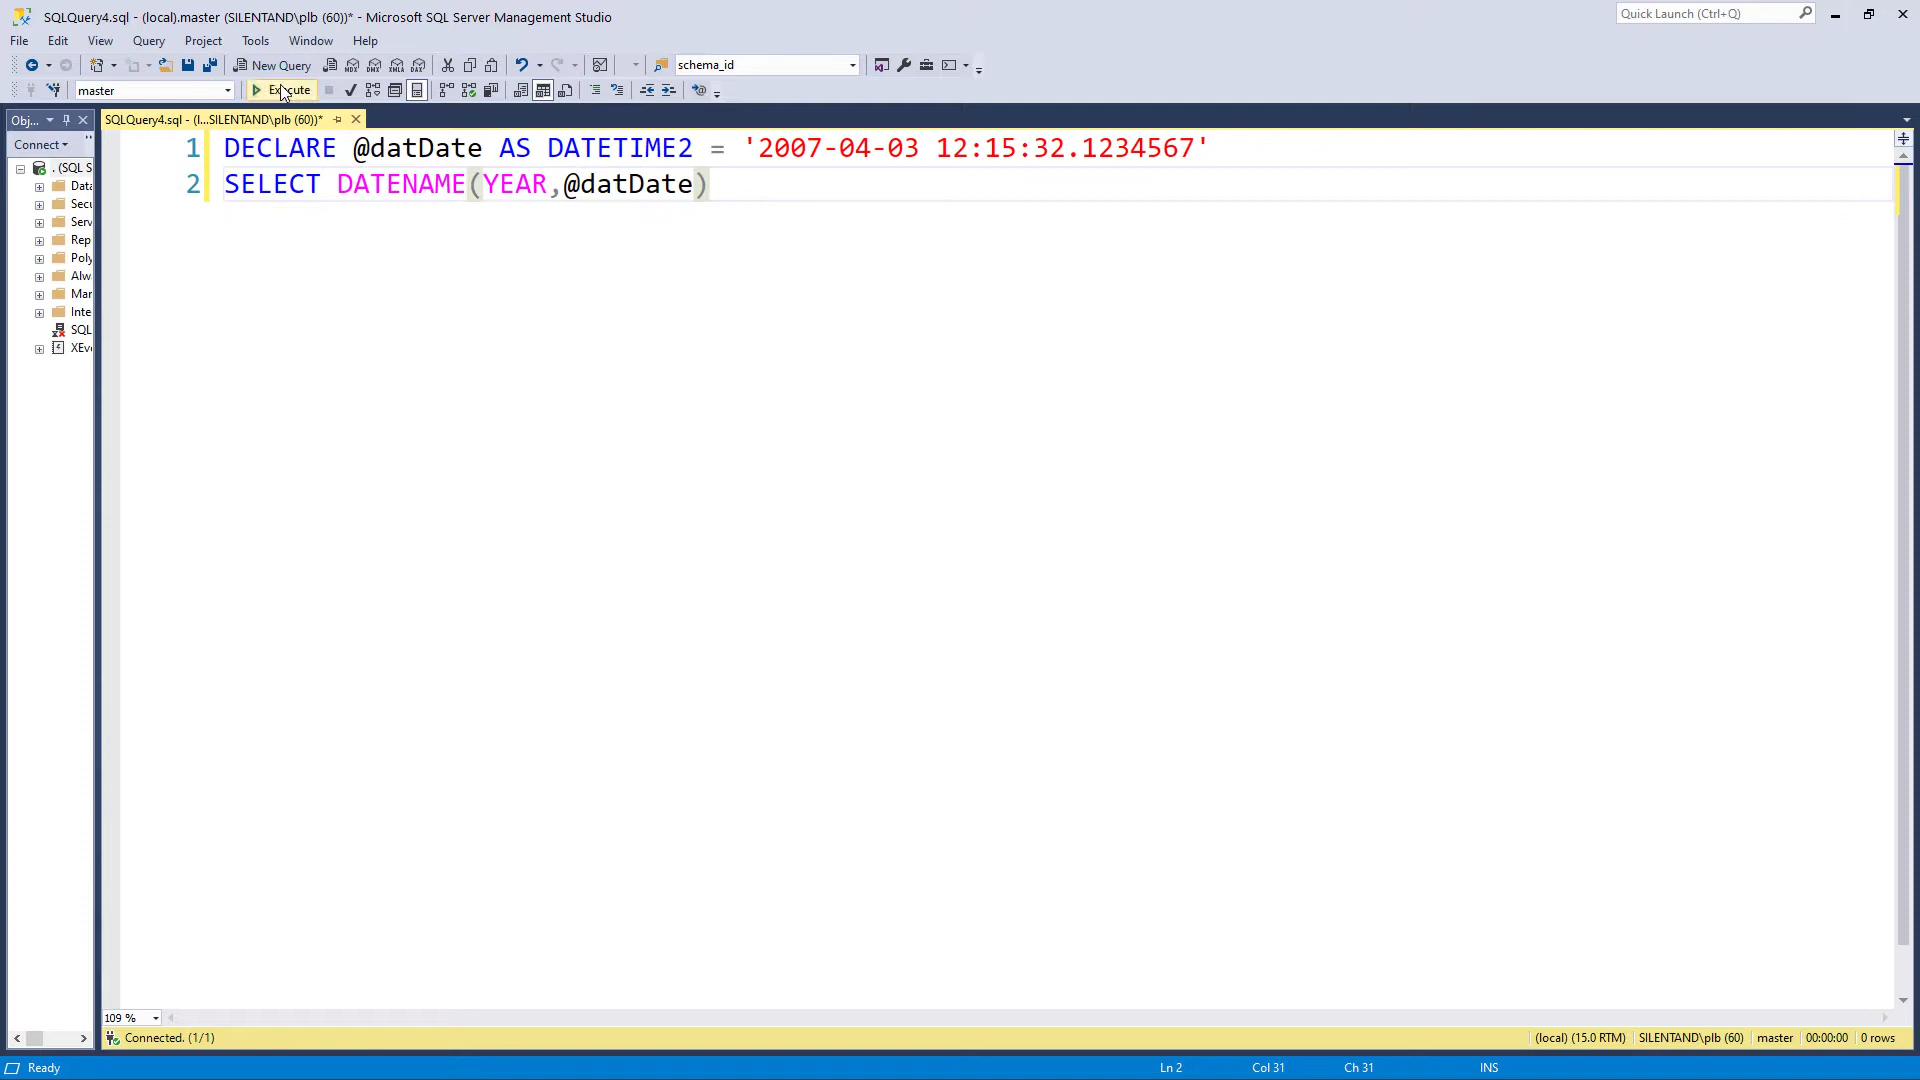 SQLQuery4.sql - (local).master (SILENTAND\plb (60))* - Microsoft SQL Server Management Studio
Quick Launch (Ctrl+Q)
File Edit View Query Project Tools Window Help
New Query
schema_id
master
Execute
Obj...
SQLQuery4.sql - (l...SILENTAND\plb (60))*
Connect
1 DECLARE @datDate AS DATETIME2 = '2007-04-03 12:15:32.1234567'
2 SELECT DATENAME(YEAR,@datDate)
. (SQL S
Data
Secu
Serv
Rep
Poly
Alw
Mar
Inte
SQL
XEve
109 %
Connected. (1/1)
(local) (15.0 RTM) SILENTAND\plb (60) master 00:00:00 0 rows
Ready
Ln 2 Col 31 Ch 31 INS